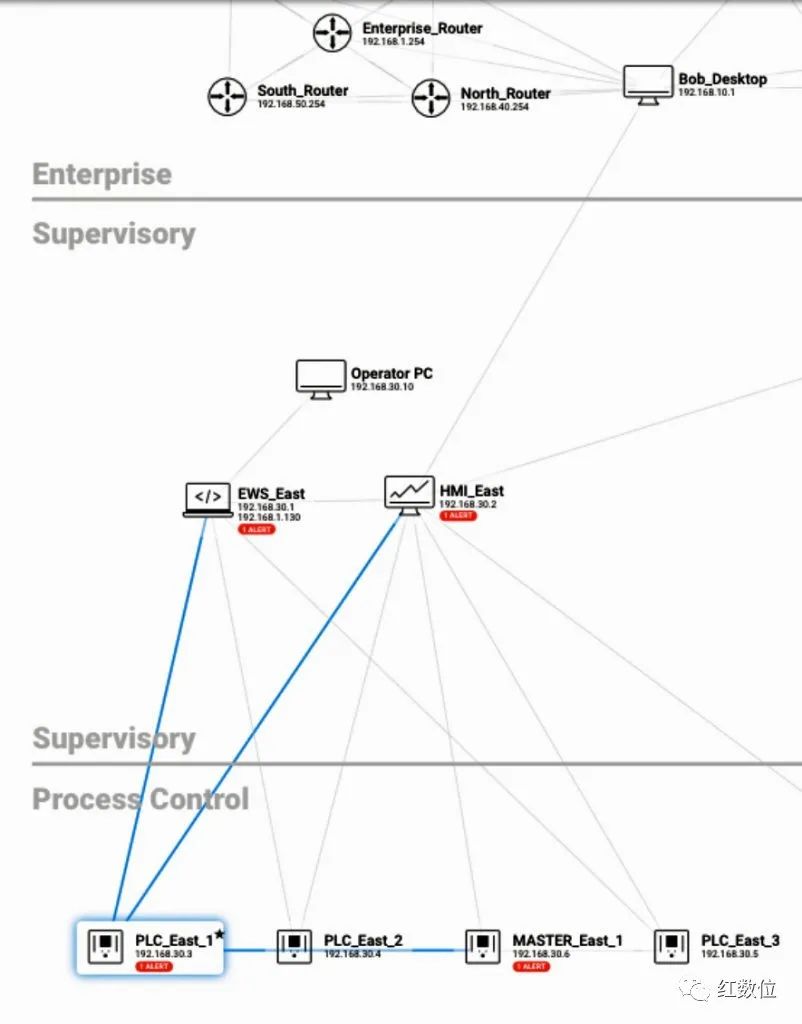 Enterprise_Router
192.168.1.254
South_Router
192.168.50.254
North_Router
192.168.40.254
Bob_Desktop
192.168.10.1
Enterprise
Supervisory
Operator PC
192.168.30.10
</>
EWS_East
192.168.30.1
192.168.1.130
1 ALERT
HMI_East
192.168.30.2
1 ALERT
Supervisory
Process Control
PLC_East_1
192.168.30.3
1 ALERT
PLC_East_2
192.168.30.4
MASTER_East_1
192.168.30.6
1 ALERT
PLC_East_3
192.168.30.5
红数位